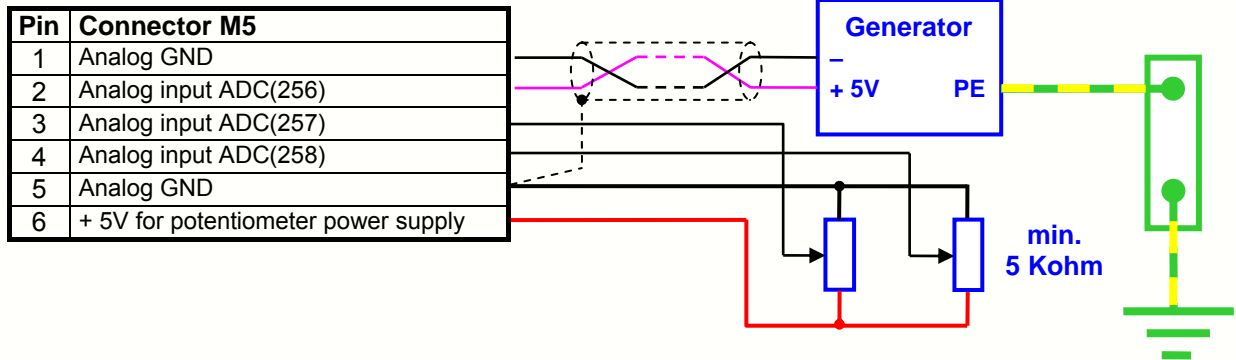 Pin Connector M5
1 Analog GND
2 Analog input ADC(256)
3 Analog input ADC(257)
4 Analog input ADC(258)
5 Analog GND
6 + 5V for potentiometer power supply
Generator
–
+ 5V PE
min.
5 Kohm